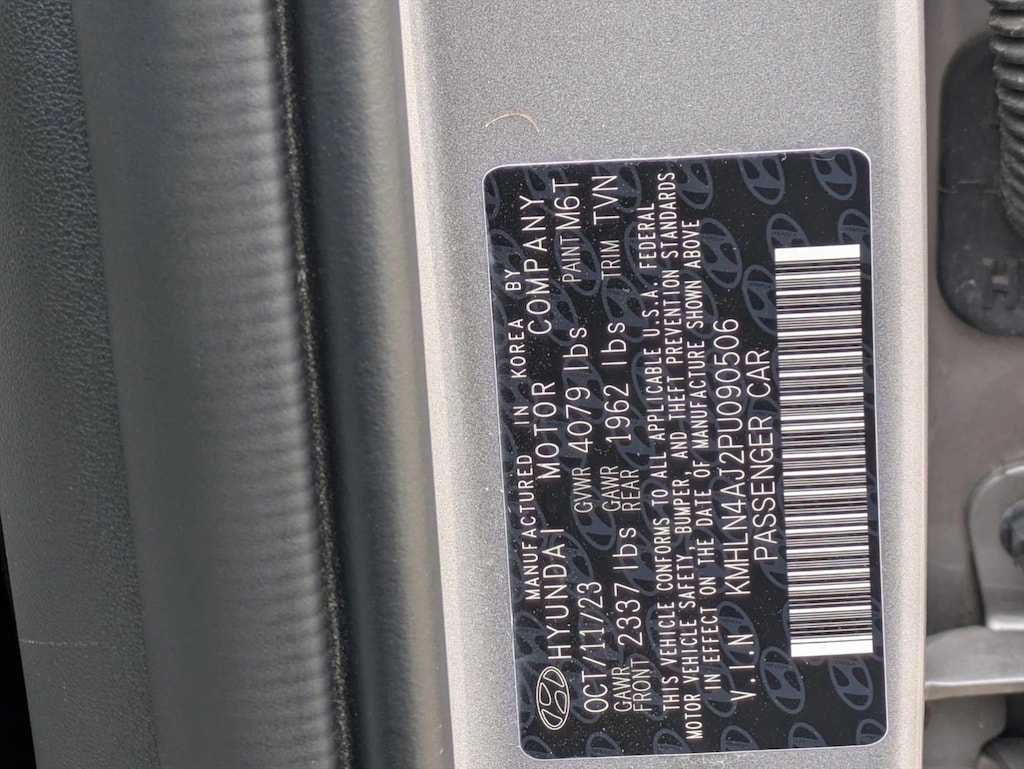 MANUFACTURED IN KOREA BY
HYUNDAI MOTOR COMPANY
OCT/11/23 GVWR 4079 lbs PAINT M6T
GAWR FRONT 2337 lbs GAWR REAR 1962 lbs TRIM TVN
THIS VEHICLE CONFORMS TO ALL APPLICABLE U.S.A. FEDERAL
MOTOR VEHICLE SAFETY, BUMPER, AND THEFT PREVENTION STANDARDS
IN EFFECT ON THE DATE OF MANUFACTURE SHOWN ABOVE
V.I.N KMHLN4AJ2PU090506
PASSENGER CAR